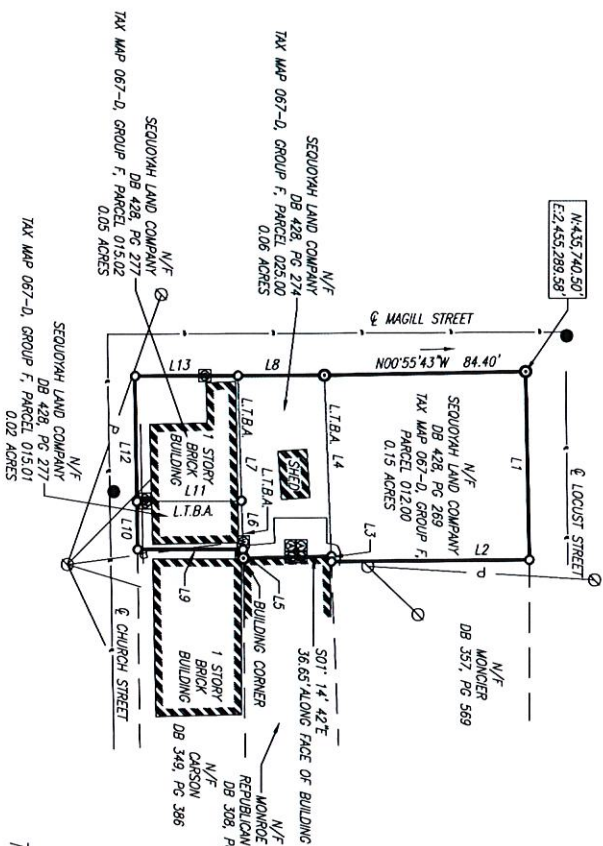 N:435,740.50'
E:2,455,289.58'
℄ LOCUST STREET
℄ MAGILL STREET
N00°55'43"W 84.40'
L1
L2
N/F
SEQUOYAH LAND COMPANY
DB 428, PG 269
TAX MAP 067-D, GROUP F,
PARCEL 012.00
0.15 ACRES
P
N/F
MONCIER
DB 357, PG 569
L3
L.T.B.A.
L4
L8
N/F
SEQUOYAH LAND COMPANY
DB 428, PG 274
TAX MAP 067-D, GROUP F, PARCEL 025.00
0.06 ACRES
SHED
S01° 14' 42"E
36.65' ALONG FACE OF BUILDING
L.T.B.A.
L7
L.T.B.A.
L6
L5
BUILDING CORNER
N/F
MONROE
REPUBLICAN
DB 308, P
L13
1 STORY
BRICK
BUILDING
L11
L.T.B.A.
L9
1 STORY
BRICK
BUILDING
N/F
CARSON
DB 349, PG 386
L12
L10
P
℄ CHURCH STREET
N/F
SEQUOYAH LAND COMPANY
DB 428, PG 277
TAX MAP 067-D, GROUP F, PARCEL 015.02
0.05 ACRES
N/F
SEQUOYAH LAND COMPANY
DB 428, PG 277
TAX MAP 067-D, GROUP F, PARCEL 015.01
0.02 ACRES